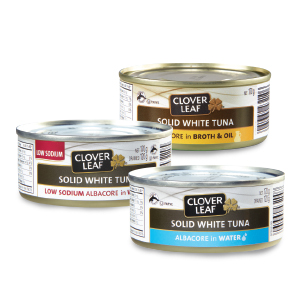 CLOVER
LEAF
SOLID WHITE TUNA
CORE in BROTH & OIL
LOW SODIUM
CLOVER
LEAF
SOLID WHITE TUN
LOW SODIUM ALBACORE in
CLOVER
LEAF
SOLID WHITE TUNA
ALBACORE in WATER